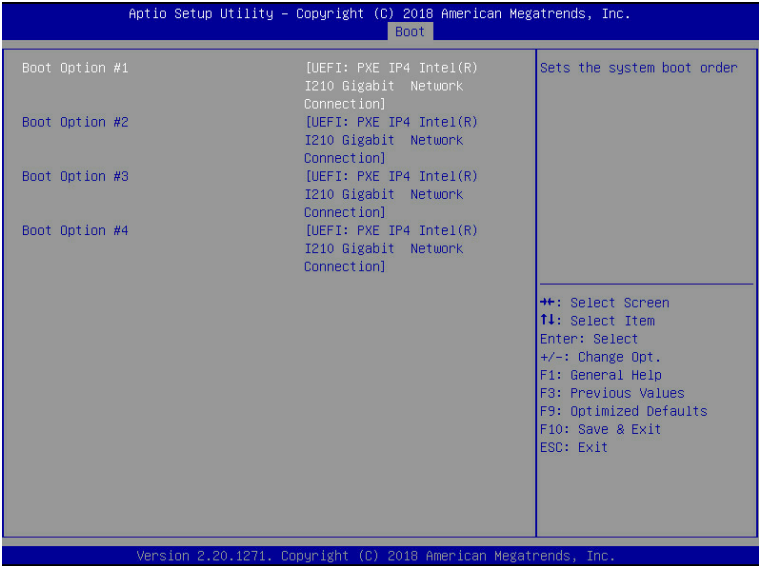 Aptio Setup Utility – Copyright (C) 2018 American Megatrends, Inc.
Boot
Boot Option #1 [UEFI: PXE IP4 Intel(R)
I210 Gigabit  Network
Connection]
Boot Option #2 [UEFI: PXE IP4 Intel(R)
I210 Gigabit  Network
Connection]
Boot Option #3 [UEFI: PXE IP4 Intel(R)
I210 Gigabit  Network
Connection]
Boot Option #4 [UEFI: PXE IP4 Intel(R)
I210 Gigabit  Network
Connection]
Sets the system boot order
→←: Select Screen
↑↓: Select Item
Enter: Select
+/-: Change Opt.
F1: General Help
F3: Previous Values
F9: Optimized Defaults
F10: Save & Exit
ESC: Exit
Version 2.20.1271. Copyright (C) 2018 American Megatrends, Inc.